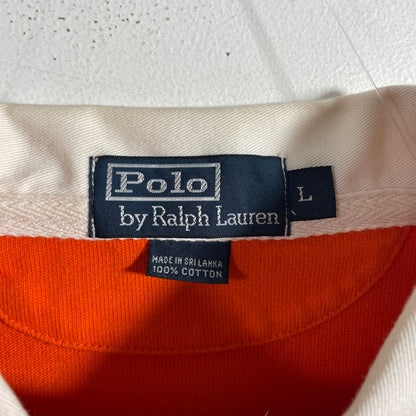 Polo
by Ralph Lauren
L
MADE IN SRI LANKA
100% COTTON